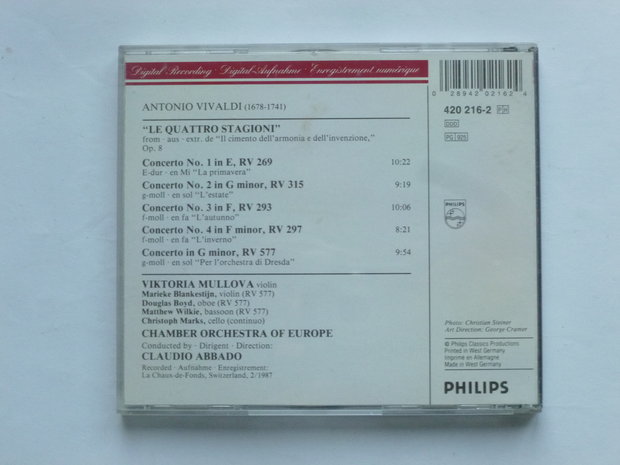 Digital Recording · Digital-Aufnahme · Enregistrement numérique
ANTONIO VIVALDI (1678-1741)
"LE QUATTRO STAGIONI"
from · aus · extr. de "Il cimento dell'armonia e dell'invenzione,"
Op. 8
Concerto No. 1 in E, RV 269 10:22
E-dur · en Mi "La primavera"
Concerto No. 2 in G minor, RV 315 9:19
g-moll · en sol "L'estate"
Concerto No. 3 in F, RV 293 10:06
f-moll · en fa "L'autunno"
Concerto No. 4 in F minor, RV 297 8:21
f-moll · en fa "L'inverno"
Concerto in G minor, RV 577 9:54
g-moll · en sol "Per l'orchestra di Dresda"
VIKTORIA MULLOVA violin
Marieke Blankestijn, violin (RV 577)
Douglas Boyd, oboe (RV 577)
Matthew Wilkie, bassoon (RV 577)
Christoph Marks, cello (continuo)
CHAMBER ORCHESTRA OF EUROPE
Conducted by · Dirigent · Direction:
CLAUDIO ABBADO
Recorded · Aufnahme · Enregistrement:
La Chaux-de-Fonds, Switzerland, 2/1987
0 28942 02162 4
420 216-2 PH
DDD
PG 925
PHILIPS
Photo: Christian Steiner
Art Direction: George Cramer
© Philips Classics Productions
Printed in West Germany
Imprimé en Allemagne
Made in West Germany
PHILIPS